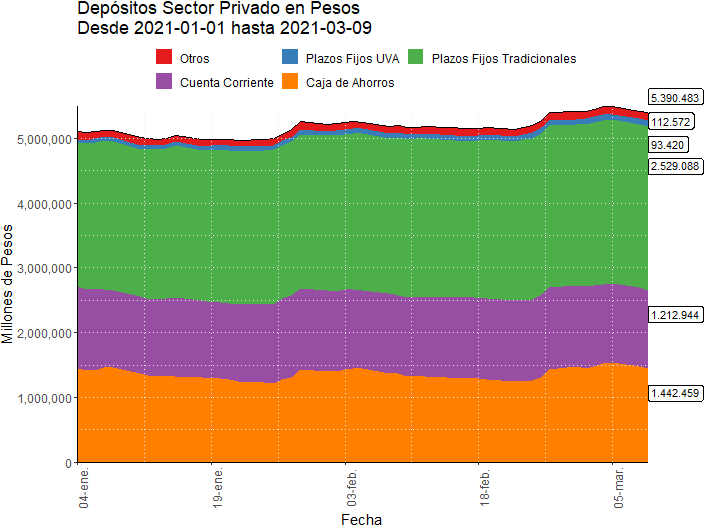 Depósitos Sector Privado en Pesos
Desde 2021-01-01 hasta 2021-03-09
Otros
Plazos Fijos UVA
Plazos Fijos Tradicionales
Cuenta Corriente
Caja de Ahorros
5.390.483
112.572
93.420
2.529.088
1.212.944
1.442.459
5,000,000
4,000,000
3,000,000
2,000,000
1,000,000
0
Millones de Pesos
04-ene.
19-ene.
03-feb.
18-feb.
05-mar.
Fecha